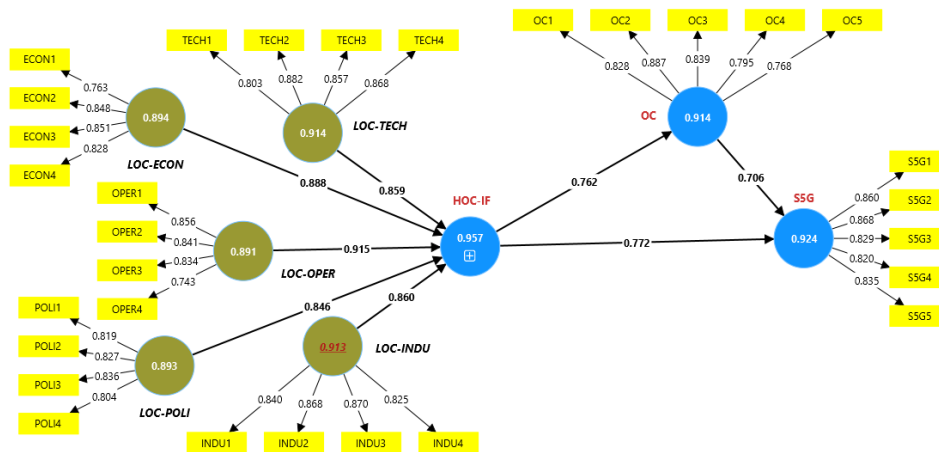 OC1 OC2 OC3 OC4 OC5
0.828 0.887 0.839 0.795 0.768
0.914
OC
TECH1 TECH2 TECH3 TECH4
0.803 0.882 0.857 0.868
0.914
LOC-TECH
ECON1
ECON2
ECON3
ECON4
0.763
0.848
0.851
0.828
0.894
LOC-ECON
0.888
0.859
0.762
0.706
HOC-IF
0.957
0.772
S5G
0.924
S5G1
S5G2
S5G3
S5G4
S5G5
0.860
0.868
0.829
0.820
0.835
OPER1
OPER2
OPER3
OPER4
0.856
0.841
0.834
0.743
0.891
LOC-OPER
0.915
0.846
0.860
POLI1
POLI2
POLI3
POLI4
0.819
0.827
0.836
0.804
0.893
LOC-POLI
0.913
LOC-INDU
0.840 0.868 0.870 0.825
INDU1 INDU2 INDU3 INDU4